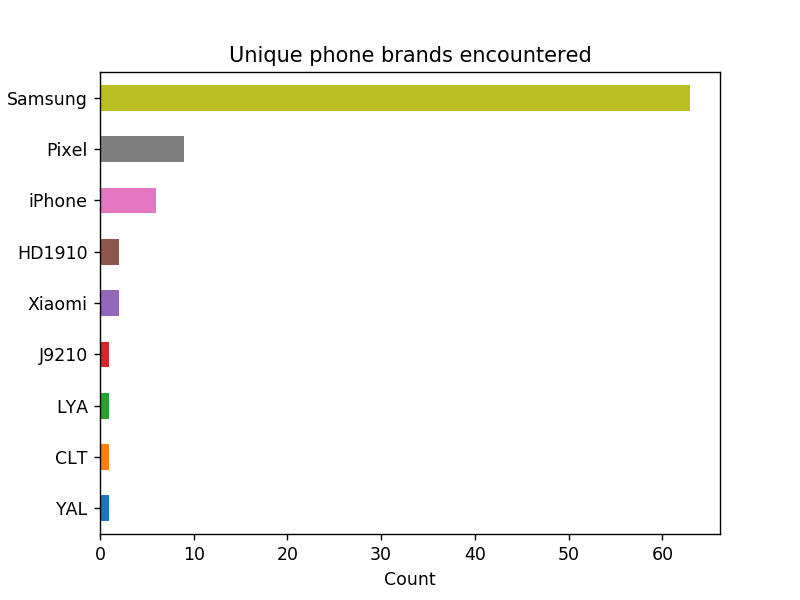 Unique phone brands encountered
Samsung
Pixel
iPhone
HD1910
Xiaomi
J9210
LYA
CLT
YAL
0 10 20 30 40 50 60
Count